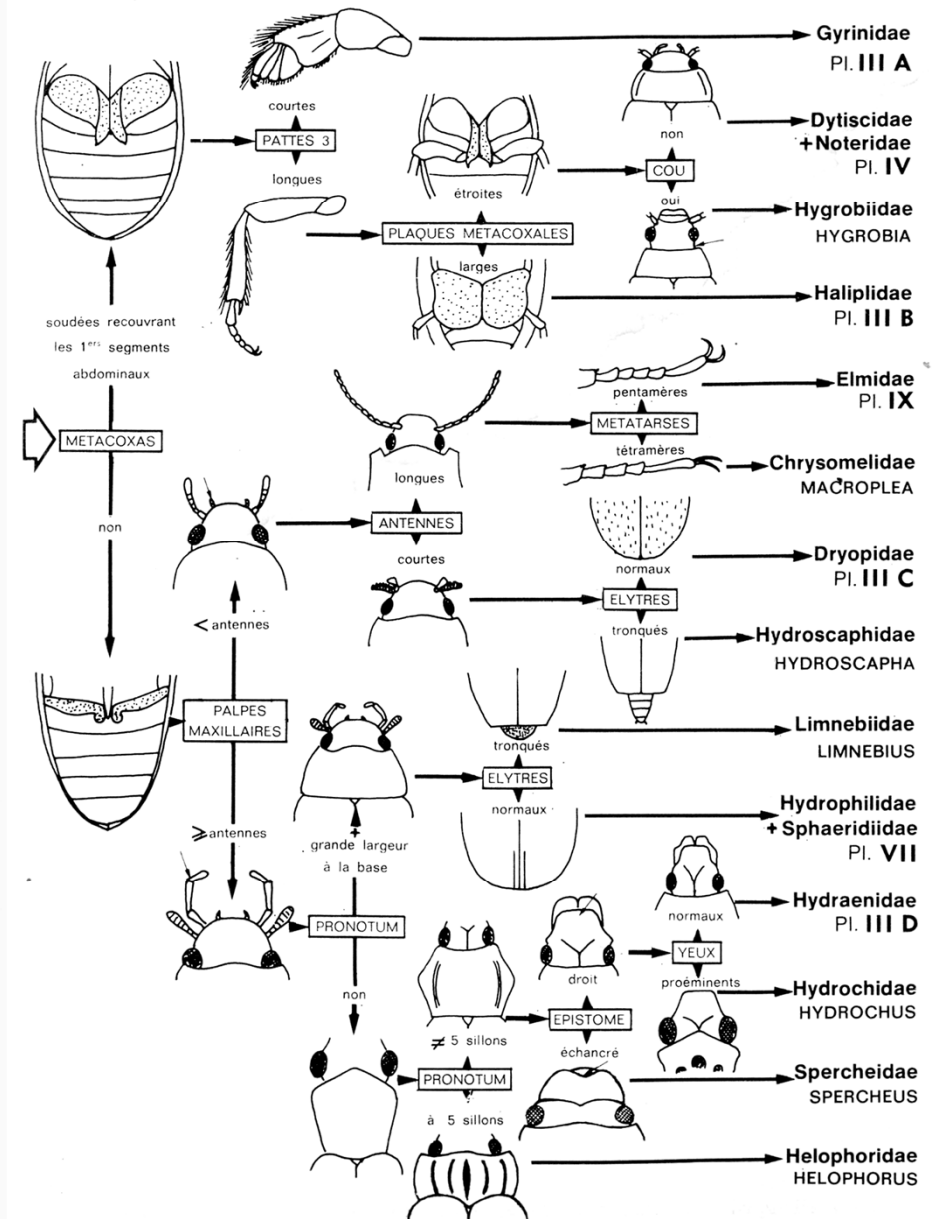 Gyrinidae
Pl. III A
courtes
PATTES 3
longues
non
Dytiscidae
+Noteridae
Pl. IV
COU
étroites
oui
PLAQUES METACOXALES
Hygrobiidae
HYGROBIA
larges
Haliplidae
Pl. III B
soudées recouvrant
les 1ers segments
abdominaux
pentamères
Elmidae
Pl. IX
METATARSES
METACOXAS
tétramères
Chrysomelidae
MACROPLEA
longues
non
ANTENNES
courtes
normaux
Dryopidae
Pl. III C
ELYTRES
< antennes
tronqués
Hydroscaphidae
HYDROSCAPHA
PALPES
MAXILLAIRES
tronqués
Limnebiidae
LIMNEBIUS
ELYTRES
normaux
Hydrophilidae
+ Sphaeridiidae
Pl. VII
⩾ antennes
+
grande largeur
à la base
normaux
Hydraenidae
Pl. III D
PRONOTUM
YEUX
droit
proéminents
Hydrochidae
HYDROCHUS
non
EPISTOME
≠ 5 sillons
échancré
PRONOTUM
Spercheidae
SPERCHEUS
à 5 sillons
Helophoridae
HELOPHORUS